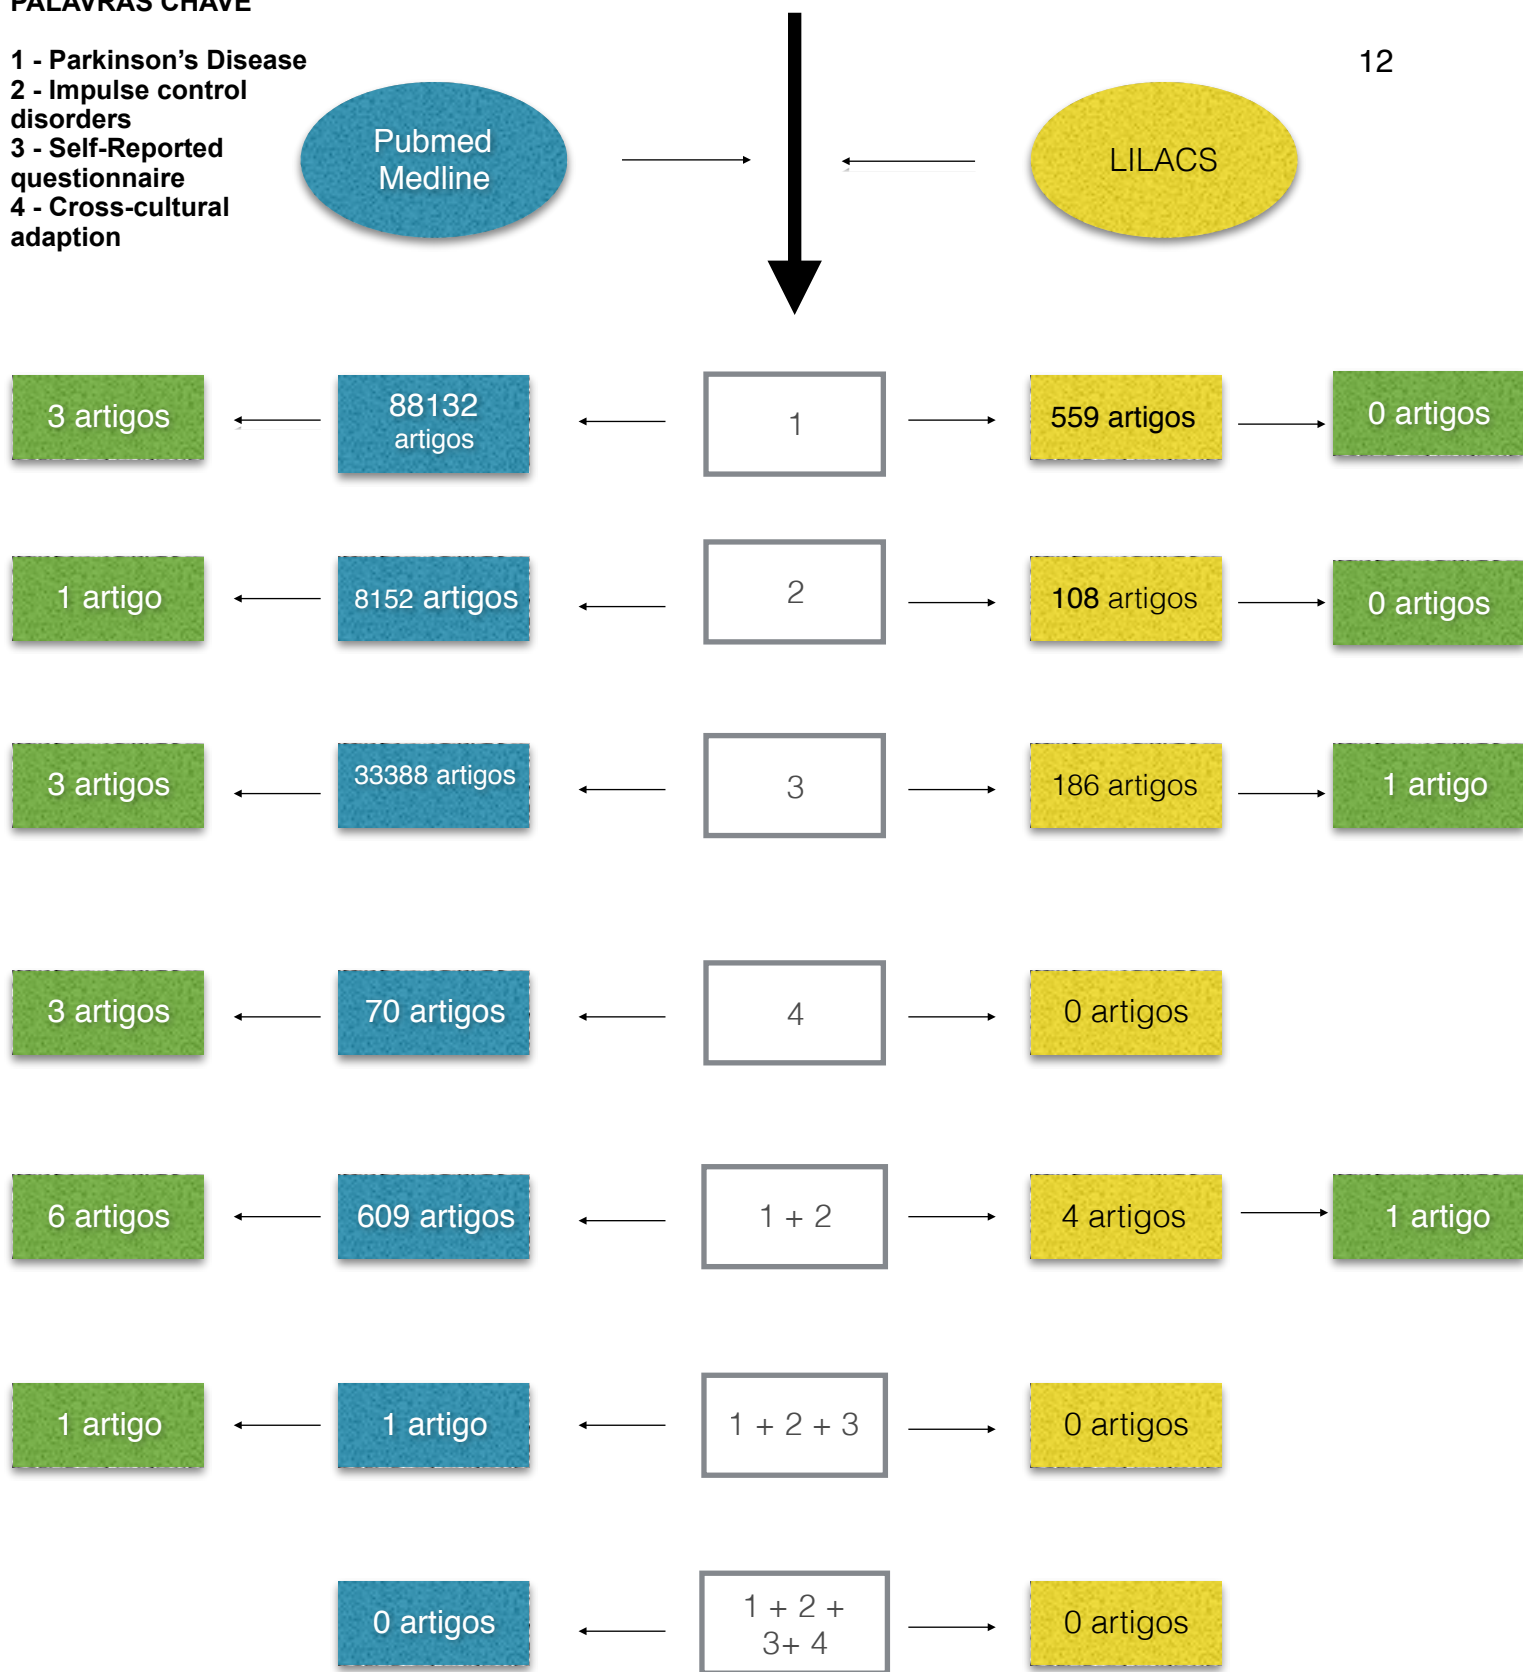 PALAVRAS CHAVE
1 - Parkinson's Disease
2 - Impulse control
disorders
3 - Self-Reported
questionnaire
4 - Cross-cultural
adaption
12
Pubmed
Medline
LILACS
3 artigos
88132
artigos
1
559 artigos
0 artigos
1 artigo
8152 artigos
2
108 artigos
0 artigos
3 artigos
33388 artigos
3
186 artigos
1 artigo
3 artigos
70 artigos
4
0 artigos
6 artigos
609 artigos
1 + 2
4 artigos
1 artigo
1 artigo
1 artigo
1 + 2 + 3
0 artigos
0 artigos
1 + 2 +
3+ 4
0 artigos